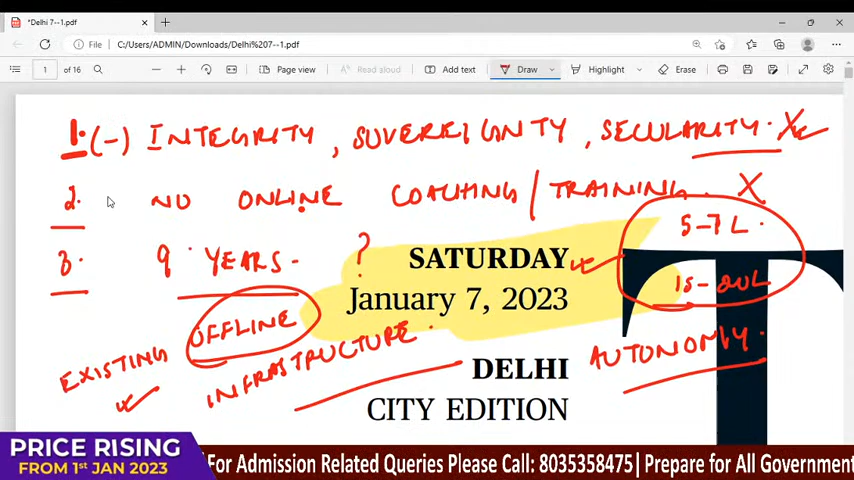 *Delhi 7--1.pdf
File C:/Users/ADMIN/Downloads/Delhi%207--1.pdf
1 of 16 Page view Read aloud Add text Draw Highlight Erase
1. (-) INTEGRITY, SUVEREIGNTY, SECULARITY. X
2. NO ONLINE COACHING / TRAINING. X
5-7L.
3. 9 YEARS- ?
SATURDAY
January 7, 2023
15-20L
OFFLINE
EXISTING INFRASTRUCTURE.
AUTONOMY.
DELHI
CITY EDITION
T
PRICE RISING
FROM 1ST JAN 2023
For Admission Related Queries Please Call: 8035358475| Prepare for All Government